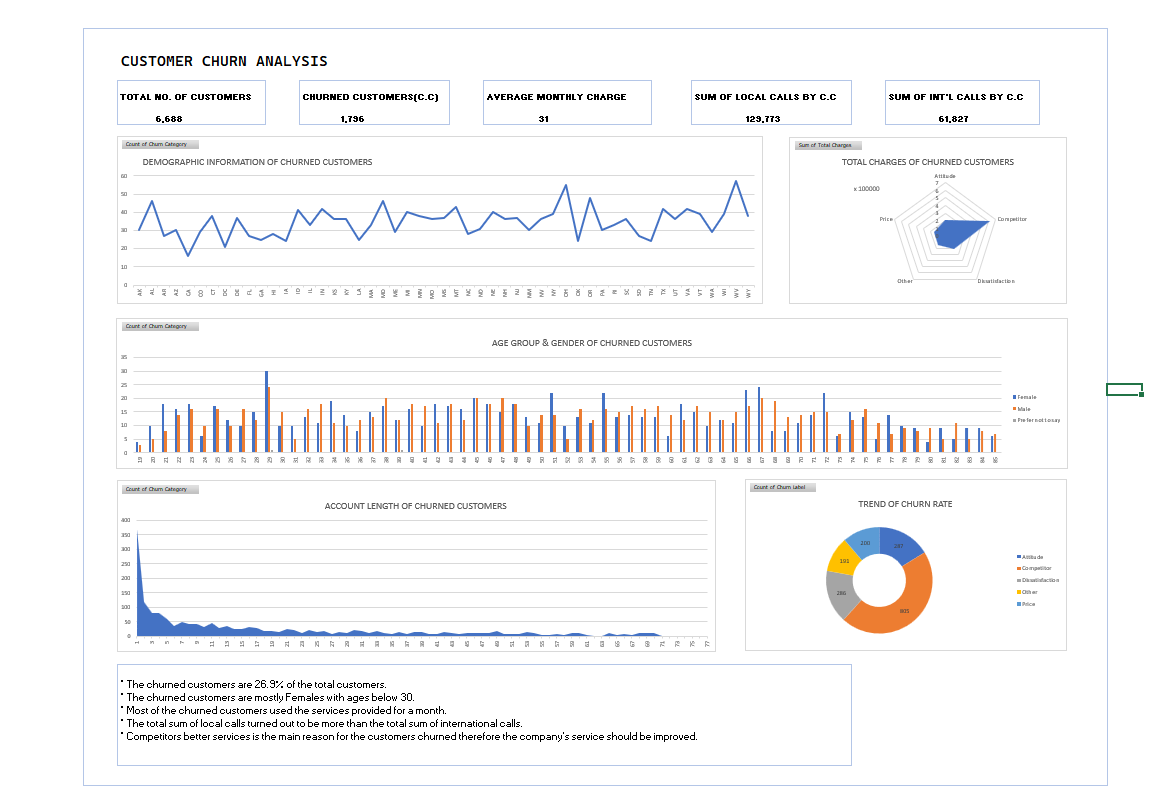 CUSTOMER CHURN ANALYSIS
TOTAL NO. OF CUSTOMERS
6,688
CHURNED CUSTOMERS(C.C)
1,796
AVERAGE MONTHLY CHARGE
31
SUM OF LOCAL CALLS BY C.C
129,773
SUM OF INT'L CALLS BY C.C
61,827
Count of Churn Category
DEMOGRAPHIC INFORMATION OF CHURNED CUSTOMERS
60
50
40
30
20
10
0
AK AL AR AZ CA CO CT DC DE FL GA HI IA ID IL IN KS KY LA MA MD ME MI MN MO MS MT NC ND NE NH NJ NM NV NY OH OK OR PA RI SC SD TN TX UT VA VT WA WI WV WY
Sum of Total Charges
TOTAL CHARGES OF CHURNED CUSTOMERS
x 100000
Attitude
7
6
5
4
3
2
Price
Competitor
Other
Dissatisfaction
Count of Churn Category
AGE GROUP & GENDER OF CHURNED CUSTOMERS
35
30
25
20
15
10
5
0
19 20 21 22 23 24 25 26 27 28 29 30 31 32 33 34 35 36 37 38 39 40 41 42 43 44 45 46 47 48 49 50 51 52 53 54 55 56 57 58 59 60 61 62 63 64 65 66 67 68 69 70 71 72 73 74 75 76 77 78 79 80 81 82 83 84 85
Female
Male
Prefer not to say
Count of Churn Category
ACCOUNT LENGTH OF CHURNED CUSTOMERS
400
350
300
250
200
150
100
50
0
1 3 5 7 9 11 13 15 17 19 21 23 25 27 29 31 33 35 37 39 41 43 45 47 49 51 53 55 57 59 61 63 65 67 69 71 73 75 77
Count of Churn Label
TREND OF CHURN RATE
200
287
191
286
805
Attitude
Competitor
Dissatisfaction
Other
Price
* The churned customers are 26.9% of the total customers.
* The churned customers are mostly Females with ages below 30.
* Most of the churned customers used the services provided for a month.
* The total sum of local calls turned out to be more than the total sum of international calls.
* Competitors better services is the main reason for the customers churned therefore the company's service should be improved.